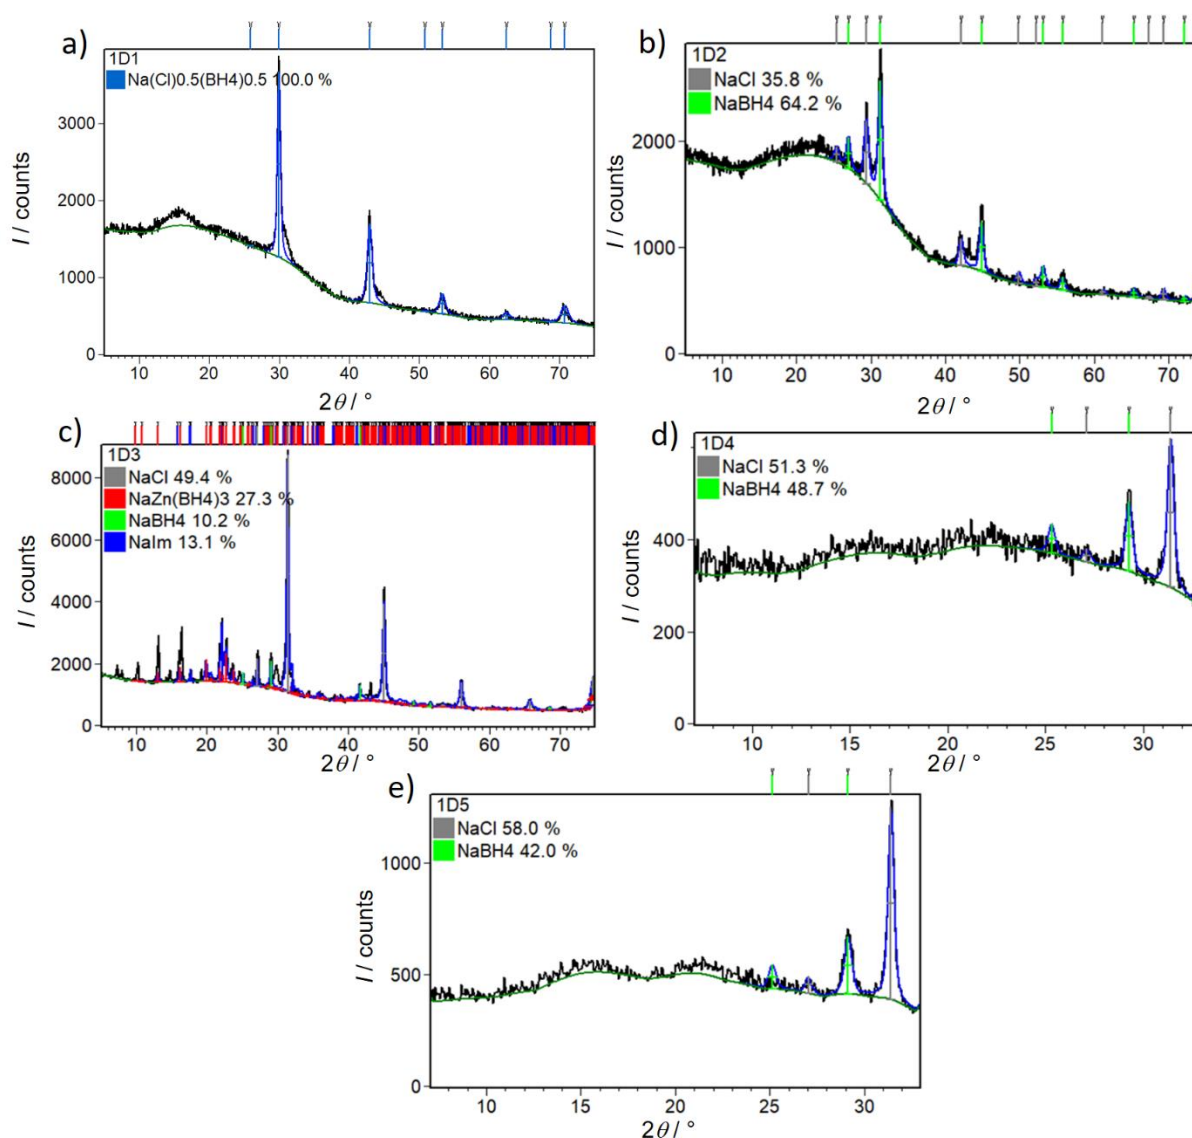 a)
1D1
Na(Cl)0.5(BH4)0.5 100.0 %
3000
2000
1000
0
I / counts
10 20 30 40 50 60 70
2θ / °
b)
1D2
NaCl 35.8 %
NaBH4 64.2 %
2000
1000
0
I / counts
10 20 30 40 50 60 70
2θ / °
c)
1D3
NaCl 49.4 %
NaZn(BH4)3 27.3 %
NaBH4 10.2 %
NaIm 13.1 %
8000
6000
4000
2000
0
I / counts
10 20 30 40 50 60 70
2θ / °
d)
1D4
NaCl 51.3 %
NaBH4 48.7 %
400
200
0
I / counts
10 15 20 25 30
2θ / °
e)
1D5
NaCl 58.0 %
NaBH4 42.0 %
1000
500
0
I / counts
10 15 20 25 30
2θ / °